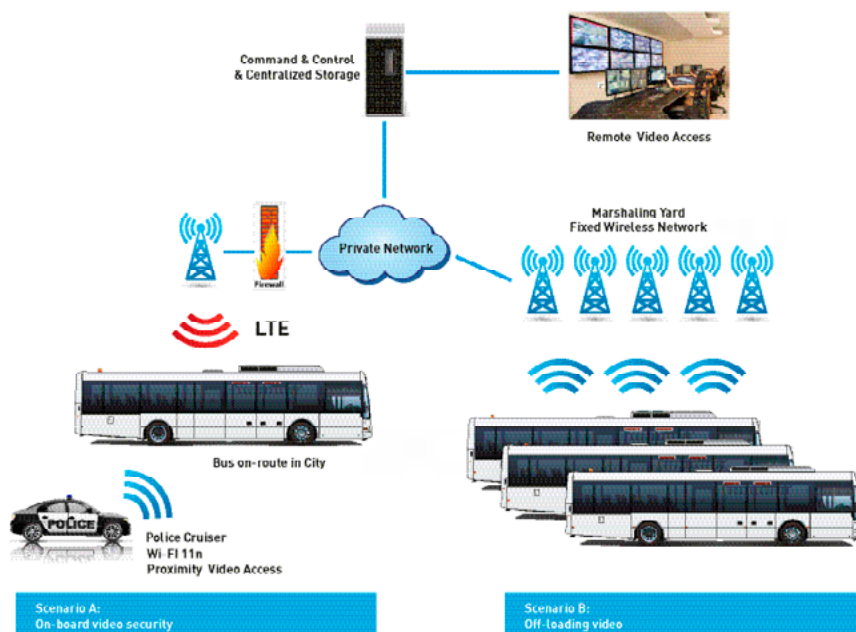 Command & Control
& Centralized Storage
Remote Video Access
Marshaling Yard
Fixed Wireless Network
Private Network
Firewall
LTE
Bus on-route in City
POLICE
Police Cruiser
Wi-FI 11n
Proximity Video Access
Scenario A:
On-board video security
Scenario B:
Off-loading video